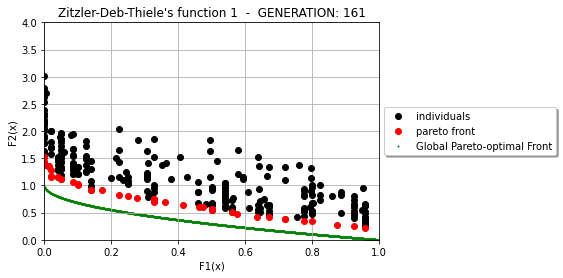 Zitzler-Deb-Thiele's function 1 - GENERATION: 161
4.0
3.5
3.0
2.5
2.0
1.5
1.0
0.5
0.0
F2(x)
0.0 0.2 0.4 0.6 0.8 1.0
F1(x)
individuals
pareto front
Global Pareto-optimal Front